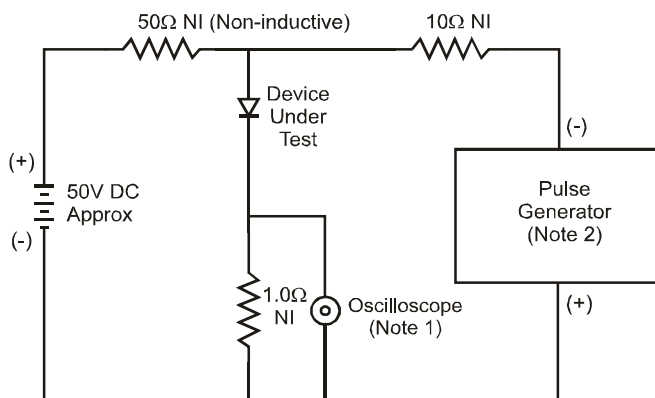 50Ω NI (Non-inductive)
10Ω NI
Device
Under
Test
(-)
(+)
50V DC
Approx
(-)
Pulse
Generator
(Note 2)
1.0Ω
NI
Oscilloscope
(Note 1)
(+)